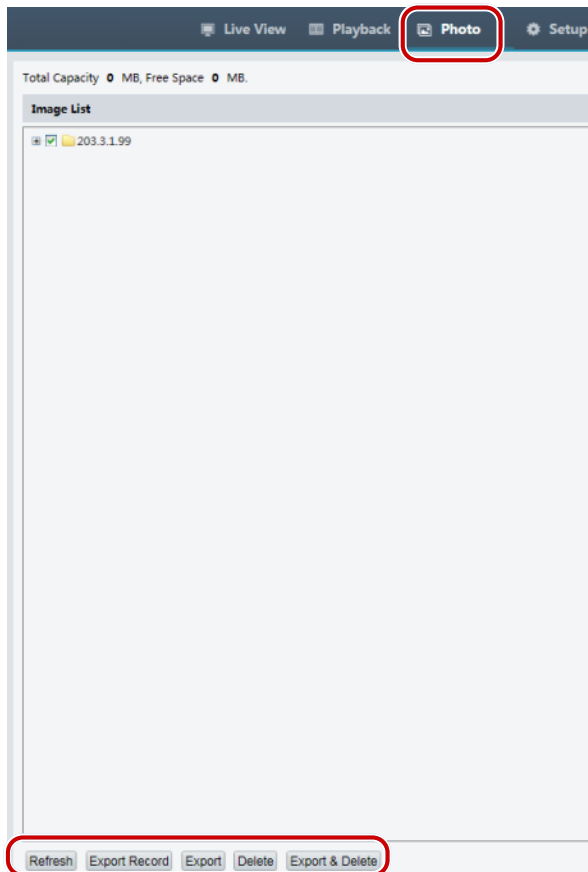 Live View Playback Photo Setup
Total Capacity 0 MB, Free Space 0 MB.
Image List
203.3.1.99
Refresh Export Record Export Delete Export & Delete